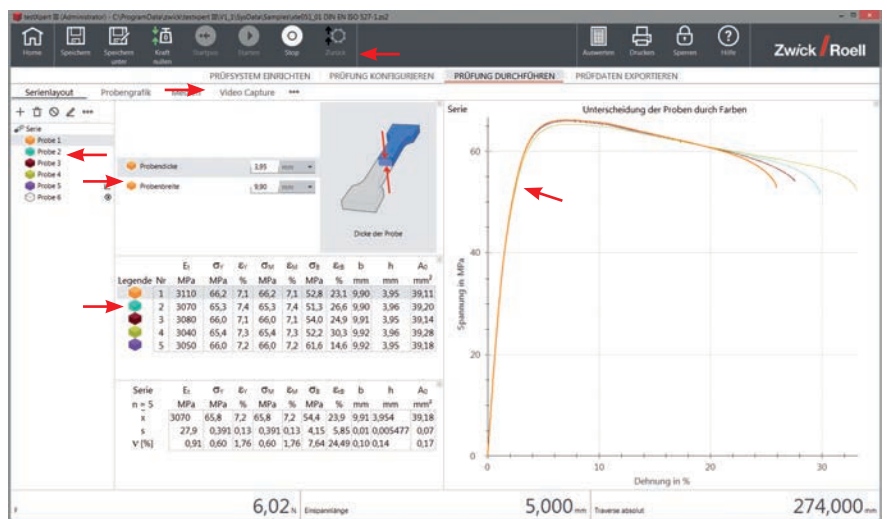 testXpert III (Administrator) - C:\ProgramData\zwick\testxpert III\V1_1\SysData\Samples\vde051_01 DIN EN ISO 527-1.zs2
Home Speichern Speichern unter Kraft nullen Startpos Starten Stop Zurück Auswerten Drucken Sperren Hilfe Zwick Roell
PRÜFSYSTEM EINRICHTEN PRÜFUNG KONFIGURIEREN PRÜFUNG DURCHFÜHREN PRÜFDATEN EXPORTIEREN
Serienlayout Probengrafik Video Capture •••
Serie
Probe 1
Probe 2
Probe 3
Probe 4
Probe 5
Probe 6
Probendicke 3,95 mm
Probenbreite 9,90 mm
Dicke der Probe
Eₜ σY εY σM εM σB εtB b h A₀
Legende Nr MPa MPa % MPa % MPa % mm mm mm²
1 3110 66,2 7,1 66,2 7,1 52,8 23,1 9,90 3,95 39,11
2 3070 65,3 7,4 65,3 7,4 51,3 26,6 9,90 3,96 39,20
3 3080 66,0 7,1 66,0 7,1 54,0 24,9 9,91 3,95 39,14
4 3040 65,4 7,3 65,4 7,3 52,2 30,3 9,92 3,96 39,28
5 3050 66,0 7,2 66,0 7,2 61,6 14,6 9,92 3,95 39,18
Serie Eₜ σY εY σM εM σB εtB b h A₀
n = 5 MPa MPa % MPa % MPa % mm mm mm²
x̄ 3070 65,8 7,2 65,8 7,2 54,4 23,9 9,91 3,954 39,18
s 27,9 0,391 0,13 0,391 0,13 4,15 5,85 0,01 0,005477 0,07
V [%] 0,91 0,60 1,76 0,60 1,76 7,64 24,49 0,10 0,14 0,17
Serie Unterscheidung der Proben durch Farben
Spannung in MPa
60
40
20
0
0 10 20 30
Dehnung in %
F 6,02 N Einspannlänge 5,000 mm Traverse absolut 274,000 mm